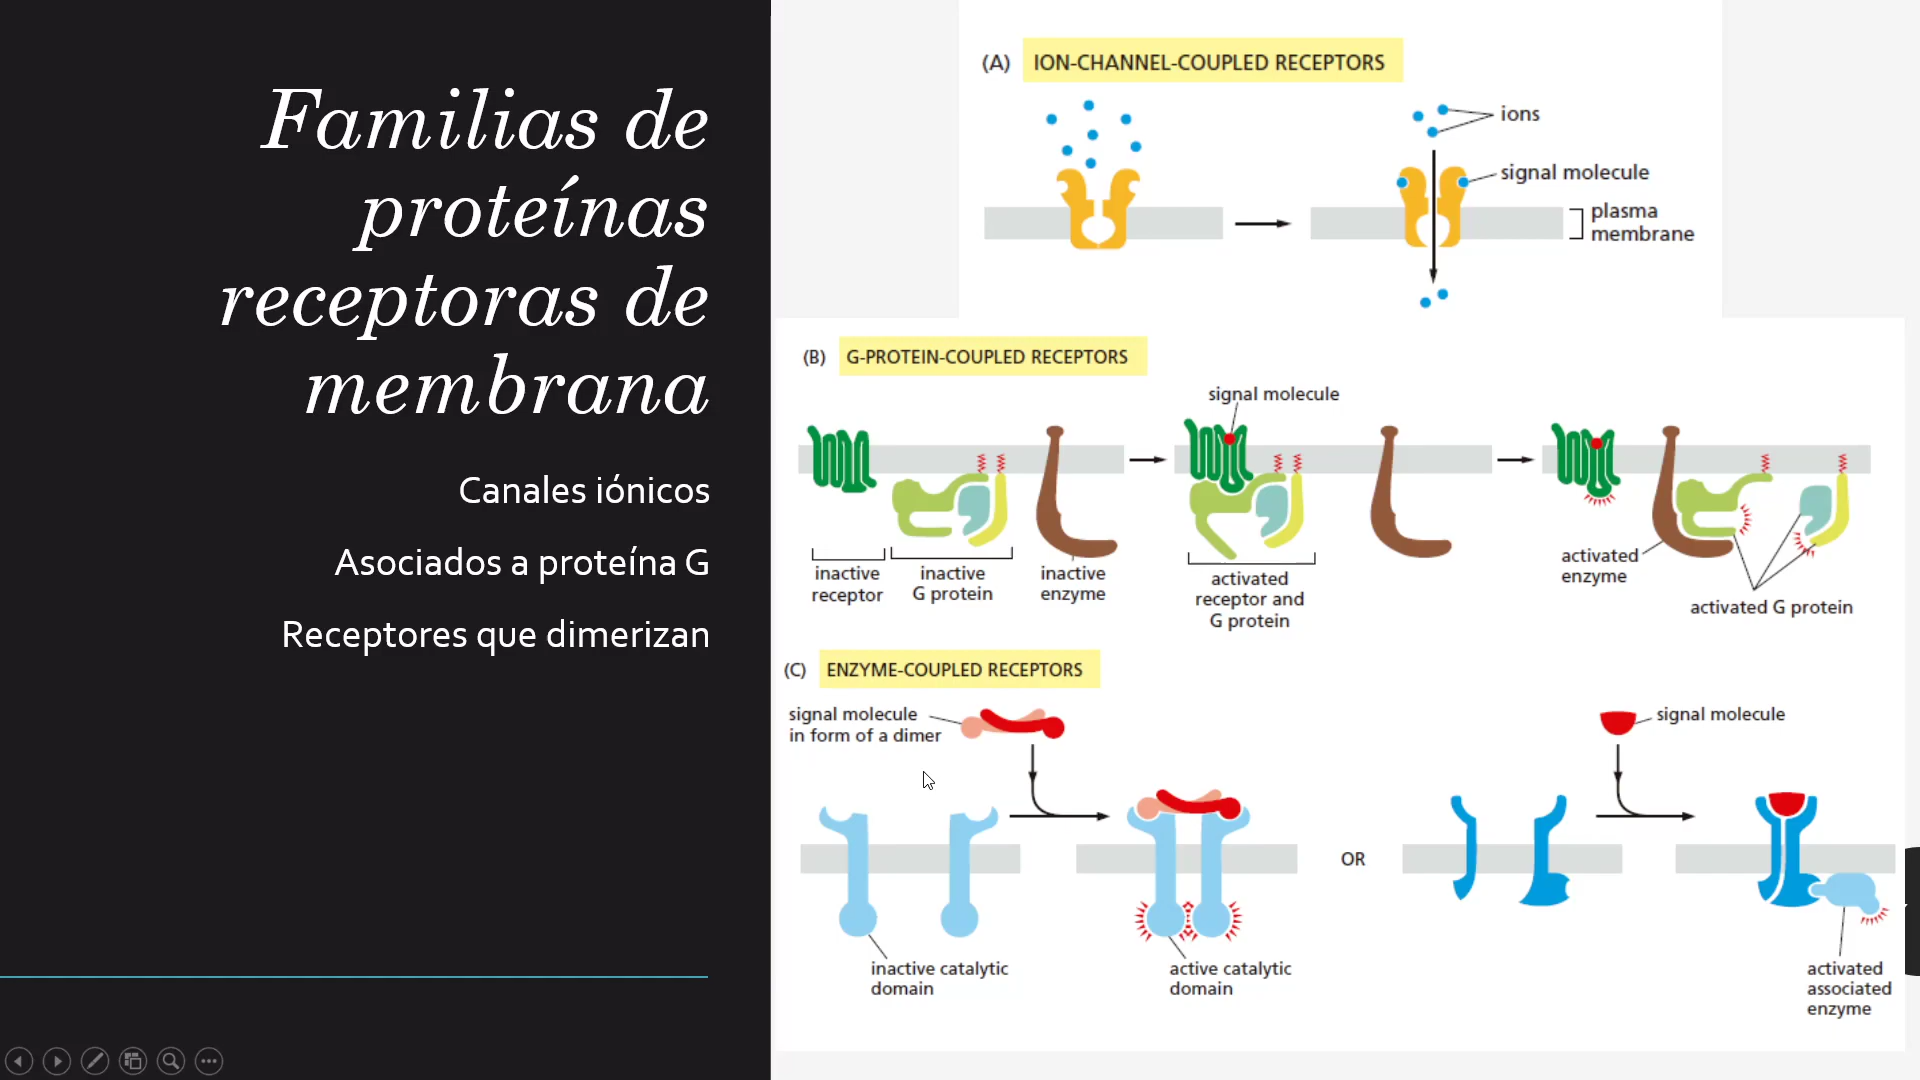 Familias de
proteínas
receptoras de
membrana
Canales iónicos
Asociados a proteína G
Receptores que dimerizan
(A) ION-CHANNEL-COUPLED RECEPTORS
ions
signal molecule
plasma
membrane
(B) G-PROTEIN-COUPLED RECEPTORS
signal molecule
inactive
receptor
inactive
G protein
inactive
enzyme
activated
receptor and
G protein
activated
enzyme
activated G protein
(C) ENZYME-COUPLED RECEPTORS
signal molecule
in form of a dimer
signal molecule
OR
inactive catalytic
domain
active catalytic
domain
activated
associated
enzyme